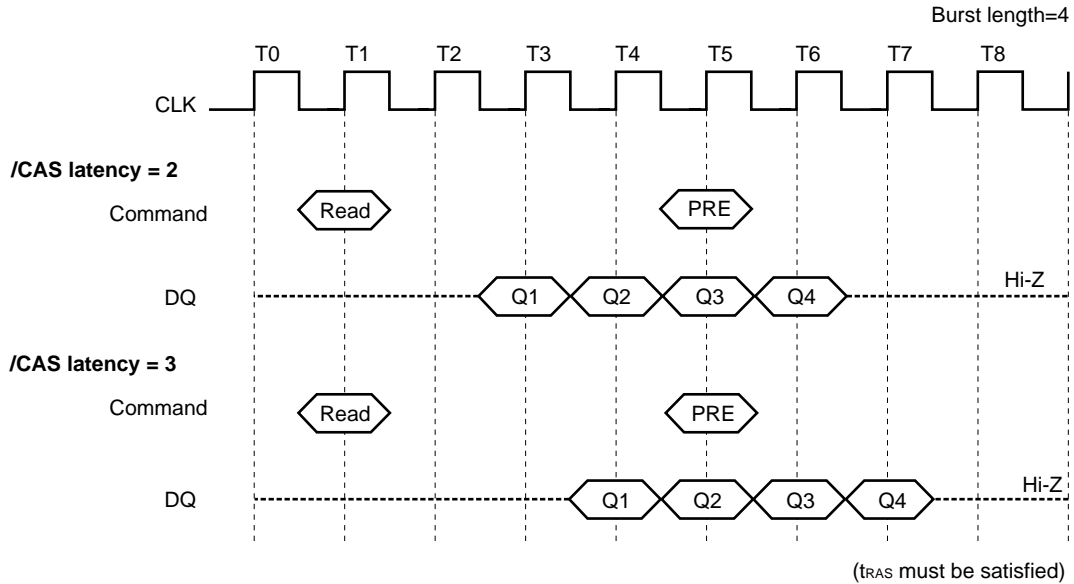 Burst length=4
T0 T1 T2 T3 T4 T5 T6 T7 T8
CLK
/CAS latency = 2
Command Read PRE
DQ Q1 Q2 Q3 Q4 Hi-Z
/CAS latency = 3
Command Read PRE
DQ Q1 Q2 Q3 Q4 Hi-Z
(tRAS must be satisfied)